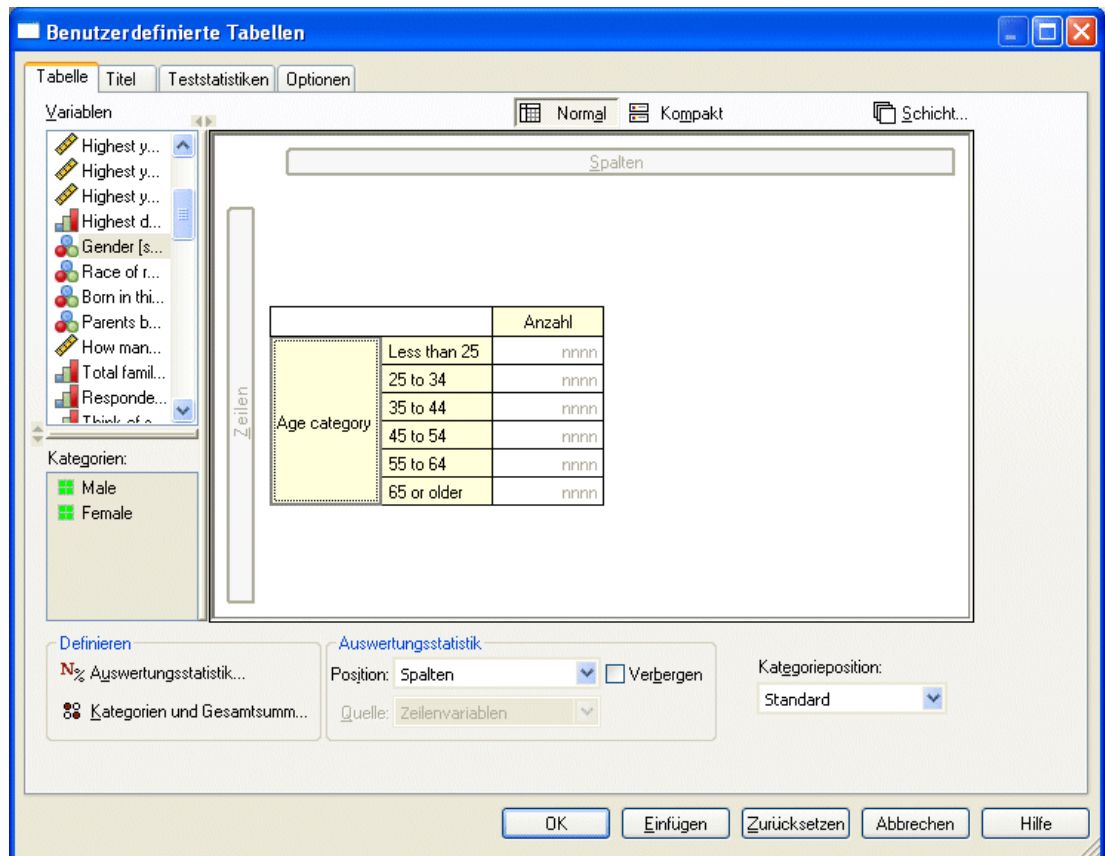 Benutzerdefinierte Tabellen
Tabelle Titel Teststatistiken Optionen
Variablen
Normal Kompakt Schicht...
Highest y...
Highest y...
Highest y...
Highest d...
Gender [s...
Race of r...
Born in thi...
Parents b...
How man...
Total famil...
Responde...
Think of a
Kategorien:
Male
Female
Spalten
Zeilen
Anzahl
Age category
Less than 25 nnnn
25 to 34 nnnn
35 to 44 nnnn
45 to 54 nnnn
55 to 64 nnnn
65 or older nnnn
Definieren
N% Auswertungsstatistik...
Kategorien und Gesamtsumm...
Auswertungsstatistik
Position: Spalten Verbergen
Quelle: Zeilenvariablen
Kategorieposition:
Standard
OK Einfügen Zurücksetzen Abbrechen Hilfe